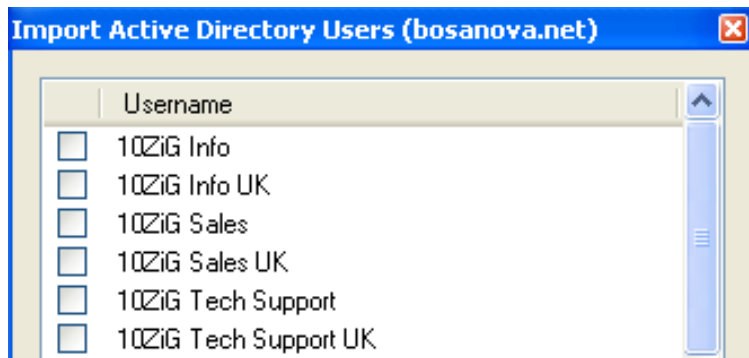 Import Active Directory Users (bosanova.net)
Username
10ZiG Info
10ZiG Info UK
10ZiG Sales
10ZiG Sales UK
10ZiG Tech Support
10ZiG Tech Support UK